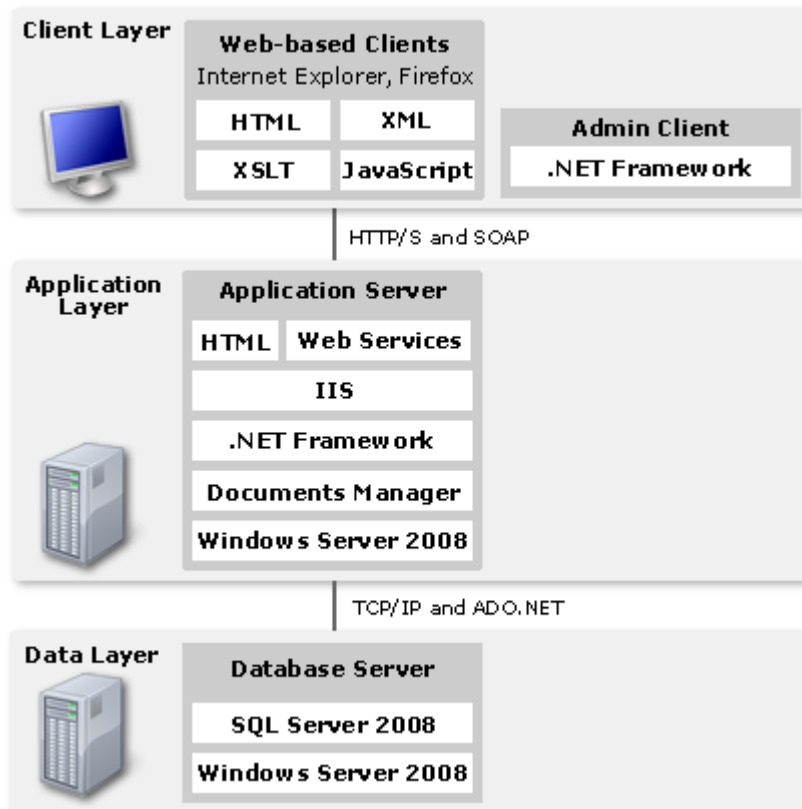 Client Layer
Web-based Clients
Internet Explorer, Firefox
HTML
XML
XSLT
JavaScript
Admin Client
.NET Framework
HTTP/S and SOAP
Application
Layer
Application Server
HTML
Web Services
IIS
.NET Framework
Documents Manager
Windows Server 2008
TCP/IP and ADO.NET
Data Layer
Database Server
SQL Server 2008
Windows Server 2008